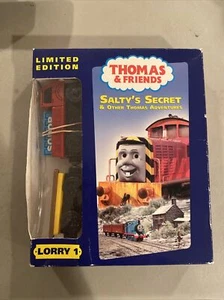 LIMITED
EDITION
THOMAS
& FRIENDS
SALTY'S SECRET
& OTHER THOMAS ADVENTURES
LORRY 1